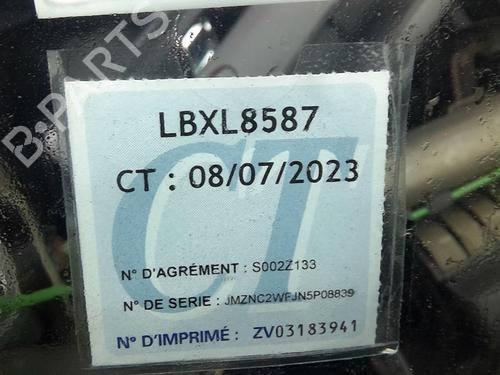 B-PARTS
CT
LBXL8587
CT : 08/07/2023
N° D'AGRÉMENT : S002Z133
N° DE SERIE : JMZNC2WFJN5P08839
N° D'IMPRIMÉ : ZV03183941